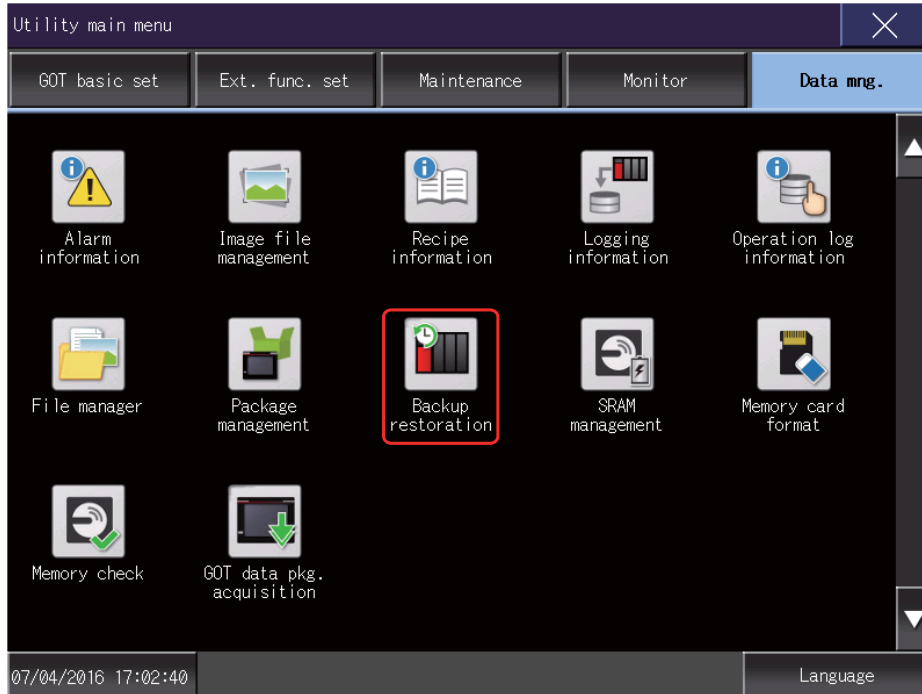 Utility main menu
GOT basic set
Ext. func. set
Maintenance
Monitor
Data mng.
Alarm
information
Image file
management
Recipe
information
Logging
information
Operation log
information
File manager
Package
management
Backup
restoration
SRAM
management
Memory card
format
Memory check
GOT data pkg.
acquisition
07/04/2016 17:02:40
Language